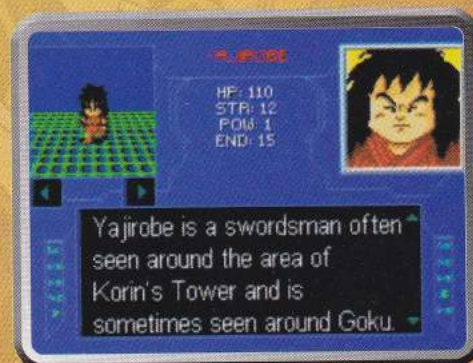 YAJIROBE
HP: 110
STR: 12
POW: 1
END: 15
Yajirobe is a swordsman often
seen around the area of
Korin's Tower and is
sometimes seen around Goku.